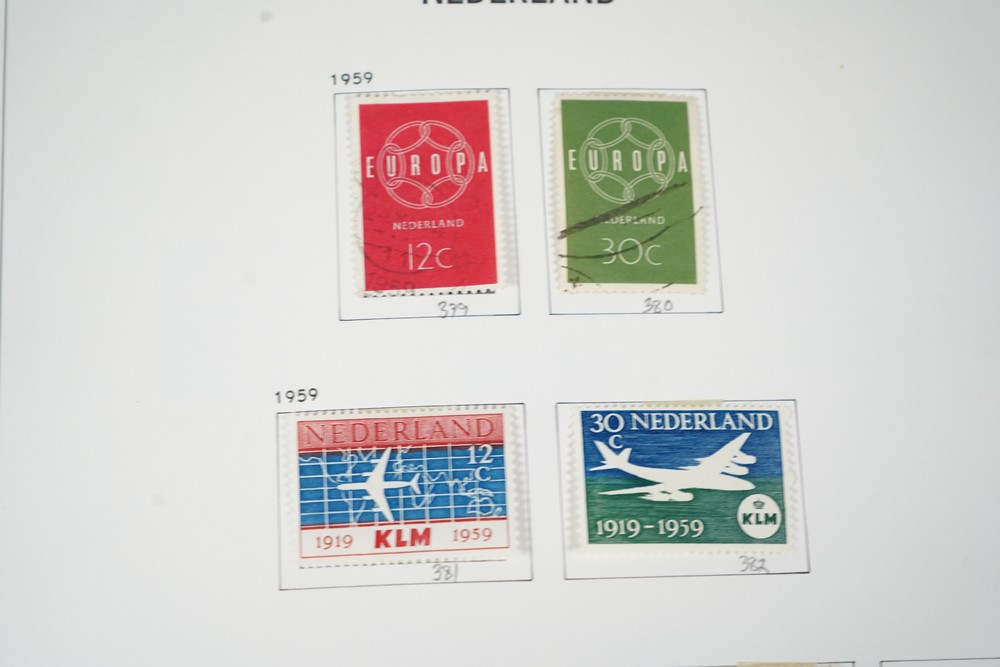 NEDERLAND
1959
EUROPA
NEDERLAND
12c
EUROPA
NEDERLAND
30c
379
380
1959
NEDERLAND
12
C
1919 KLM 1959
30 NEDERLAND
C
1919-1959
KLM
381
382